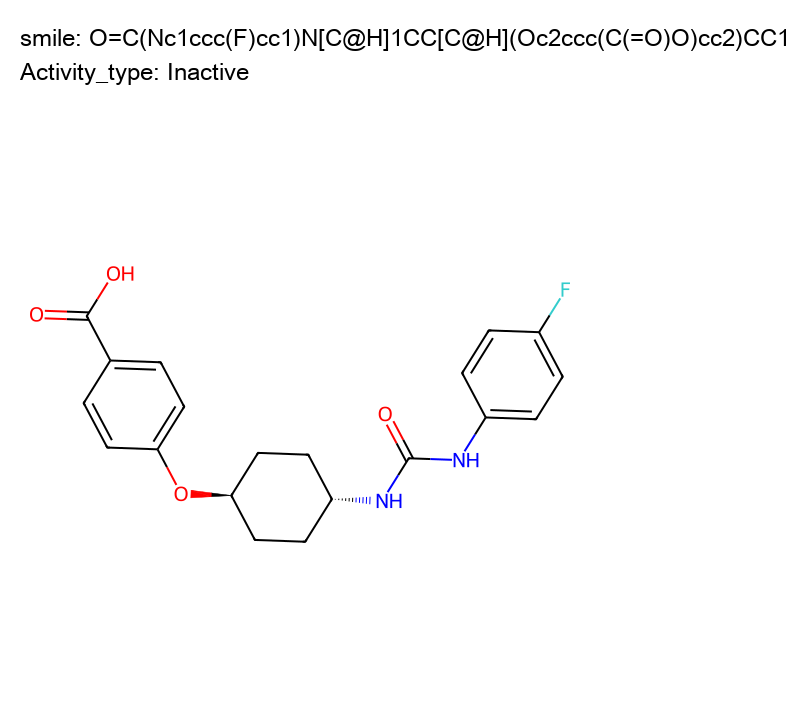 smile: O=C(Nc1ccc(F)cc1)N[C@H]1CC[C@H](Oc2ccc(C(=O)O)cc2)CC1
Activity_type: Inactive
OH
F
O
O
NH
O
NH